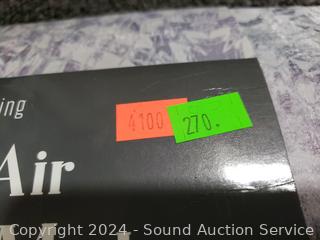 ing
4100 270.
Air
Copyright 2024 - Sound Auction Service